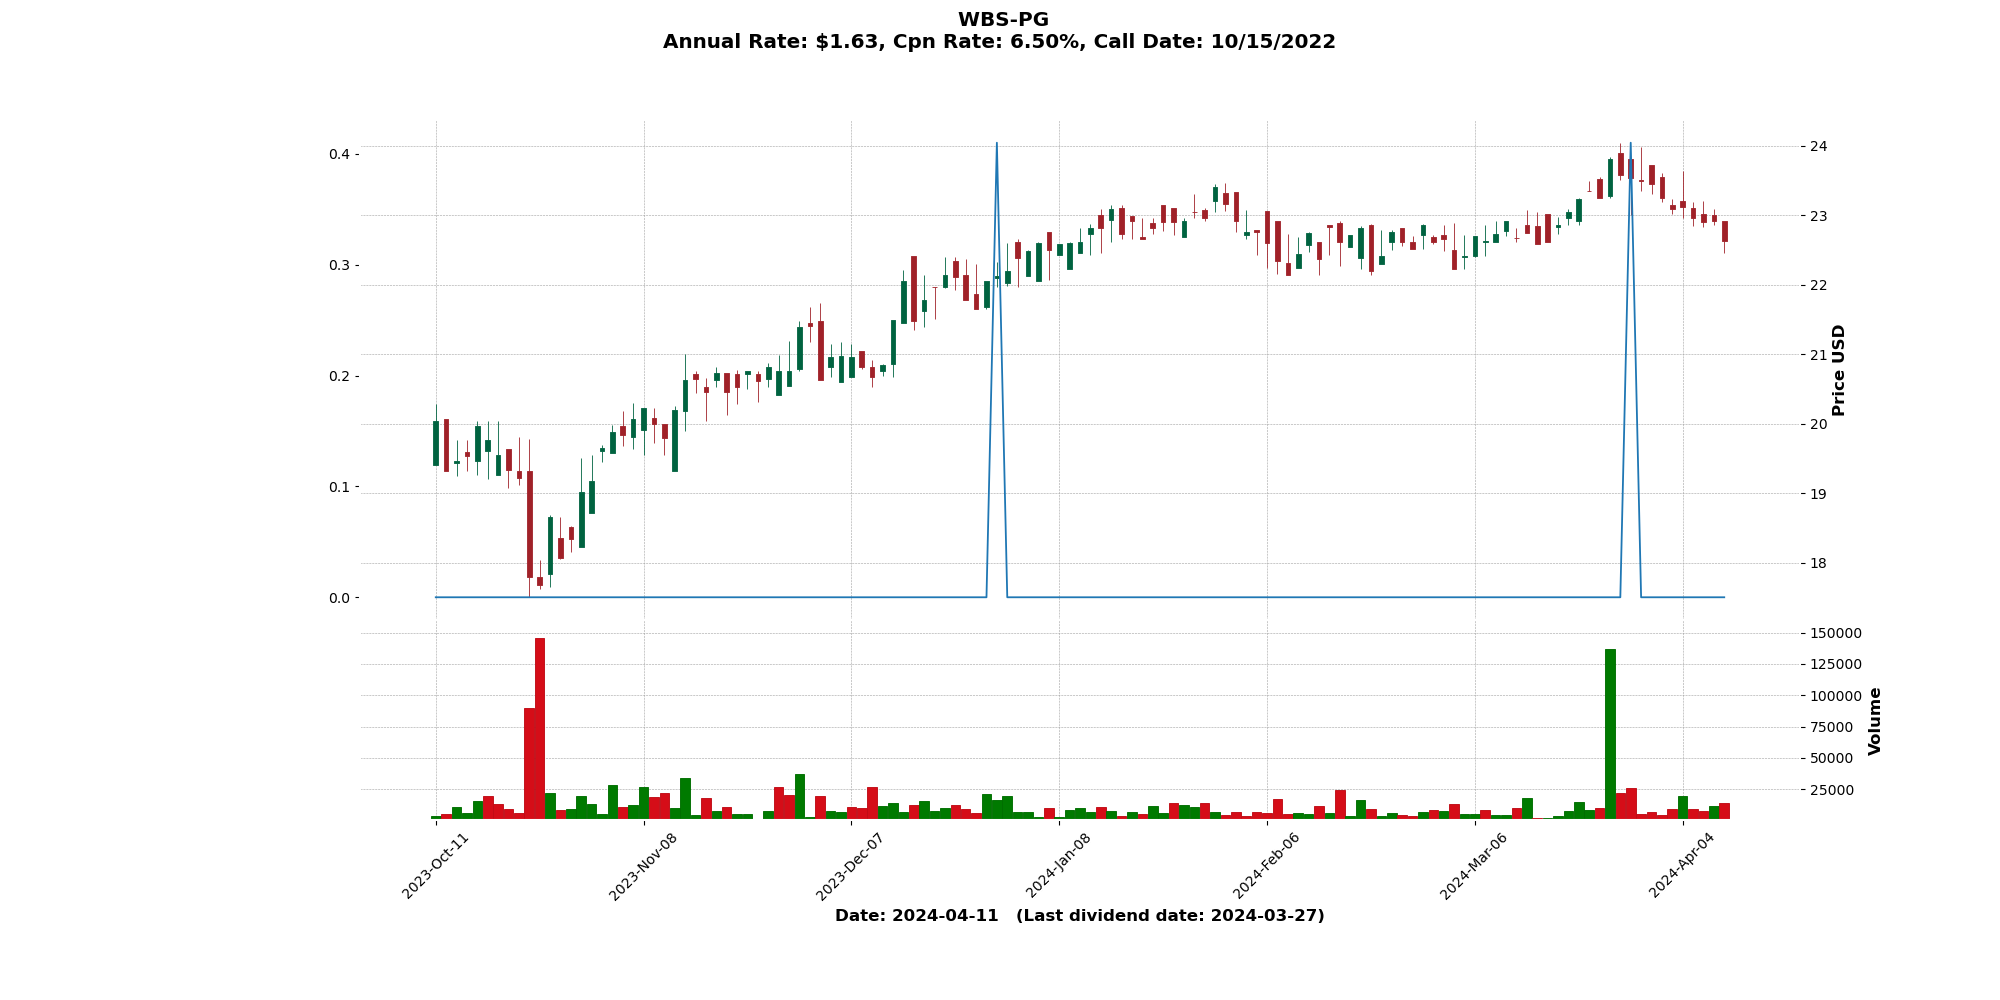 WBS-PG
Annual Rate: $1.63, Cpn Rate: 6.50%, Call Date: 10/15/2022
0.4
0.3
0.2
0.1
0.0
24
23
22
21
20
19
18
Price USD
150000
125000
100000
75000
50000
25000
Volume
2023-Oct-11
2023-Nov-08
2023-Dec-07
2024-Jan-08
2024-Feb-06
2024-Mar-06
2024-Apr-04
Date: 2024-04-11 (Last dividend date: 2024-03-27)